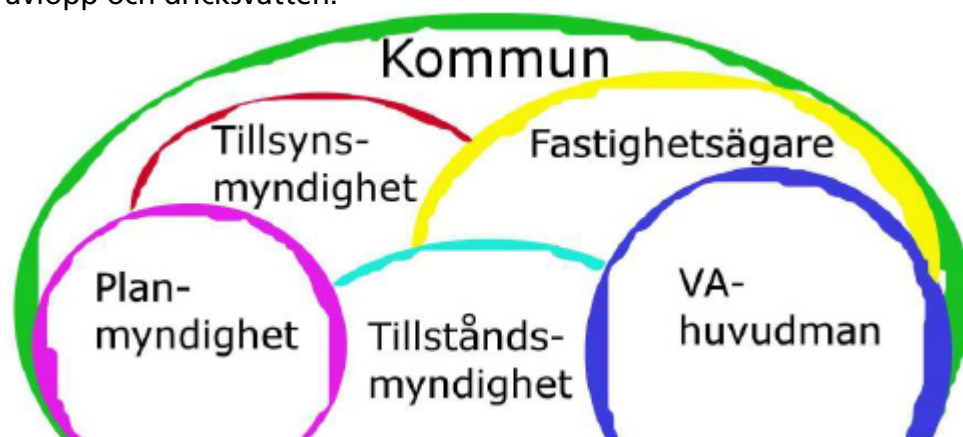 avlopp och dricksvatten.
Kommun
Tillsyns-
myndighet
Fastighetsägare
Plan-
myndighet
Tillstånds-
myndighet
VA-
huvudman